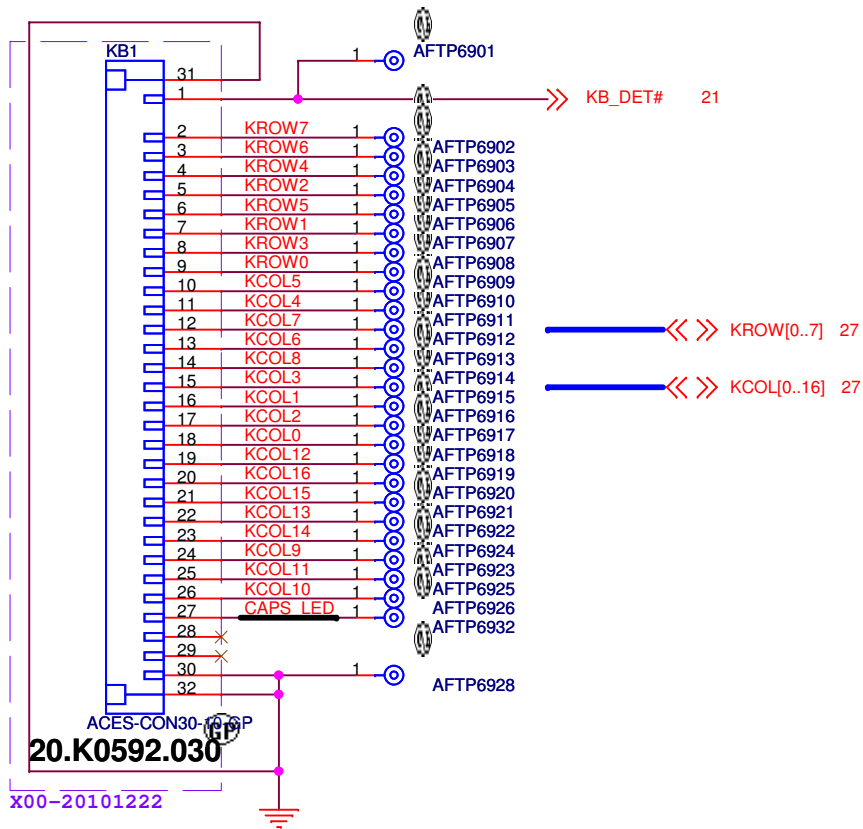 KB1
31
1 AFTP6901
1 KB_DET# 21
2 KROW7 1 AFTP6902
3 KROW6 1 AFTP6903
4 KROW4 1 AFTP6904
5 KROW2 1 AFTP6905
6 KROW5 1 AFTP6906
7 KROW1 1 AFTP6907
8 KROW3 1 AFTP6908
9 KROW0 1 AFTP6909
10 KCOL5 1 AFTP6910
11 KCOL4 1 AFTP6911
12 KCOL7 1 AFTP6912 KROW[0..7] 27
13 KCOL6 1 AFTP6913
14 KCOL8 1 AFTP6914
15 KCOL3 1 AFTP6915 KCOL[0..16] 27
16 KCOL1 1 AFTP6916
17 KCOL2 1 AFTP6917
18 KCOL0 1 AFTP6918
19 KCOL12 1 AFTP6919
20 KCOL16 1 AFTP6920
21 KCOL15 1 AFTP6921
22 KCOL13 1 AFTP6922
23 KCOL14 1 AFTP6924
24 KCOL9 1 AFTP6923
25 KCOL11 1 AFTP6925
26 KCOL10 1 AFTP6926
27 CAPS_LED 1 AFTP6932
28
29
30 1 AFTP6928
32
ACES-CON30-10-GP
GP
20.K0592.030
X00-20101222